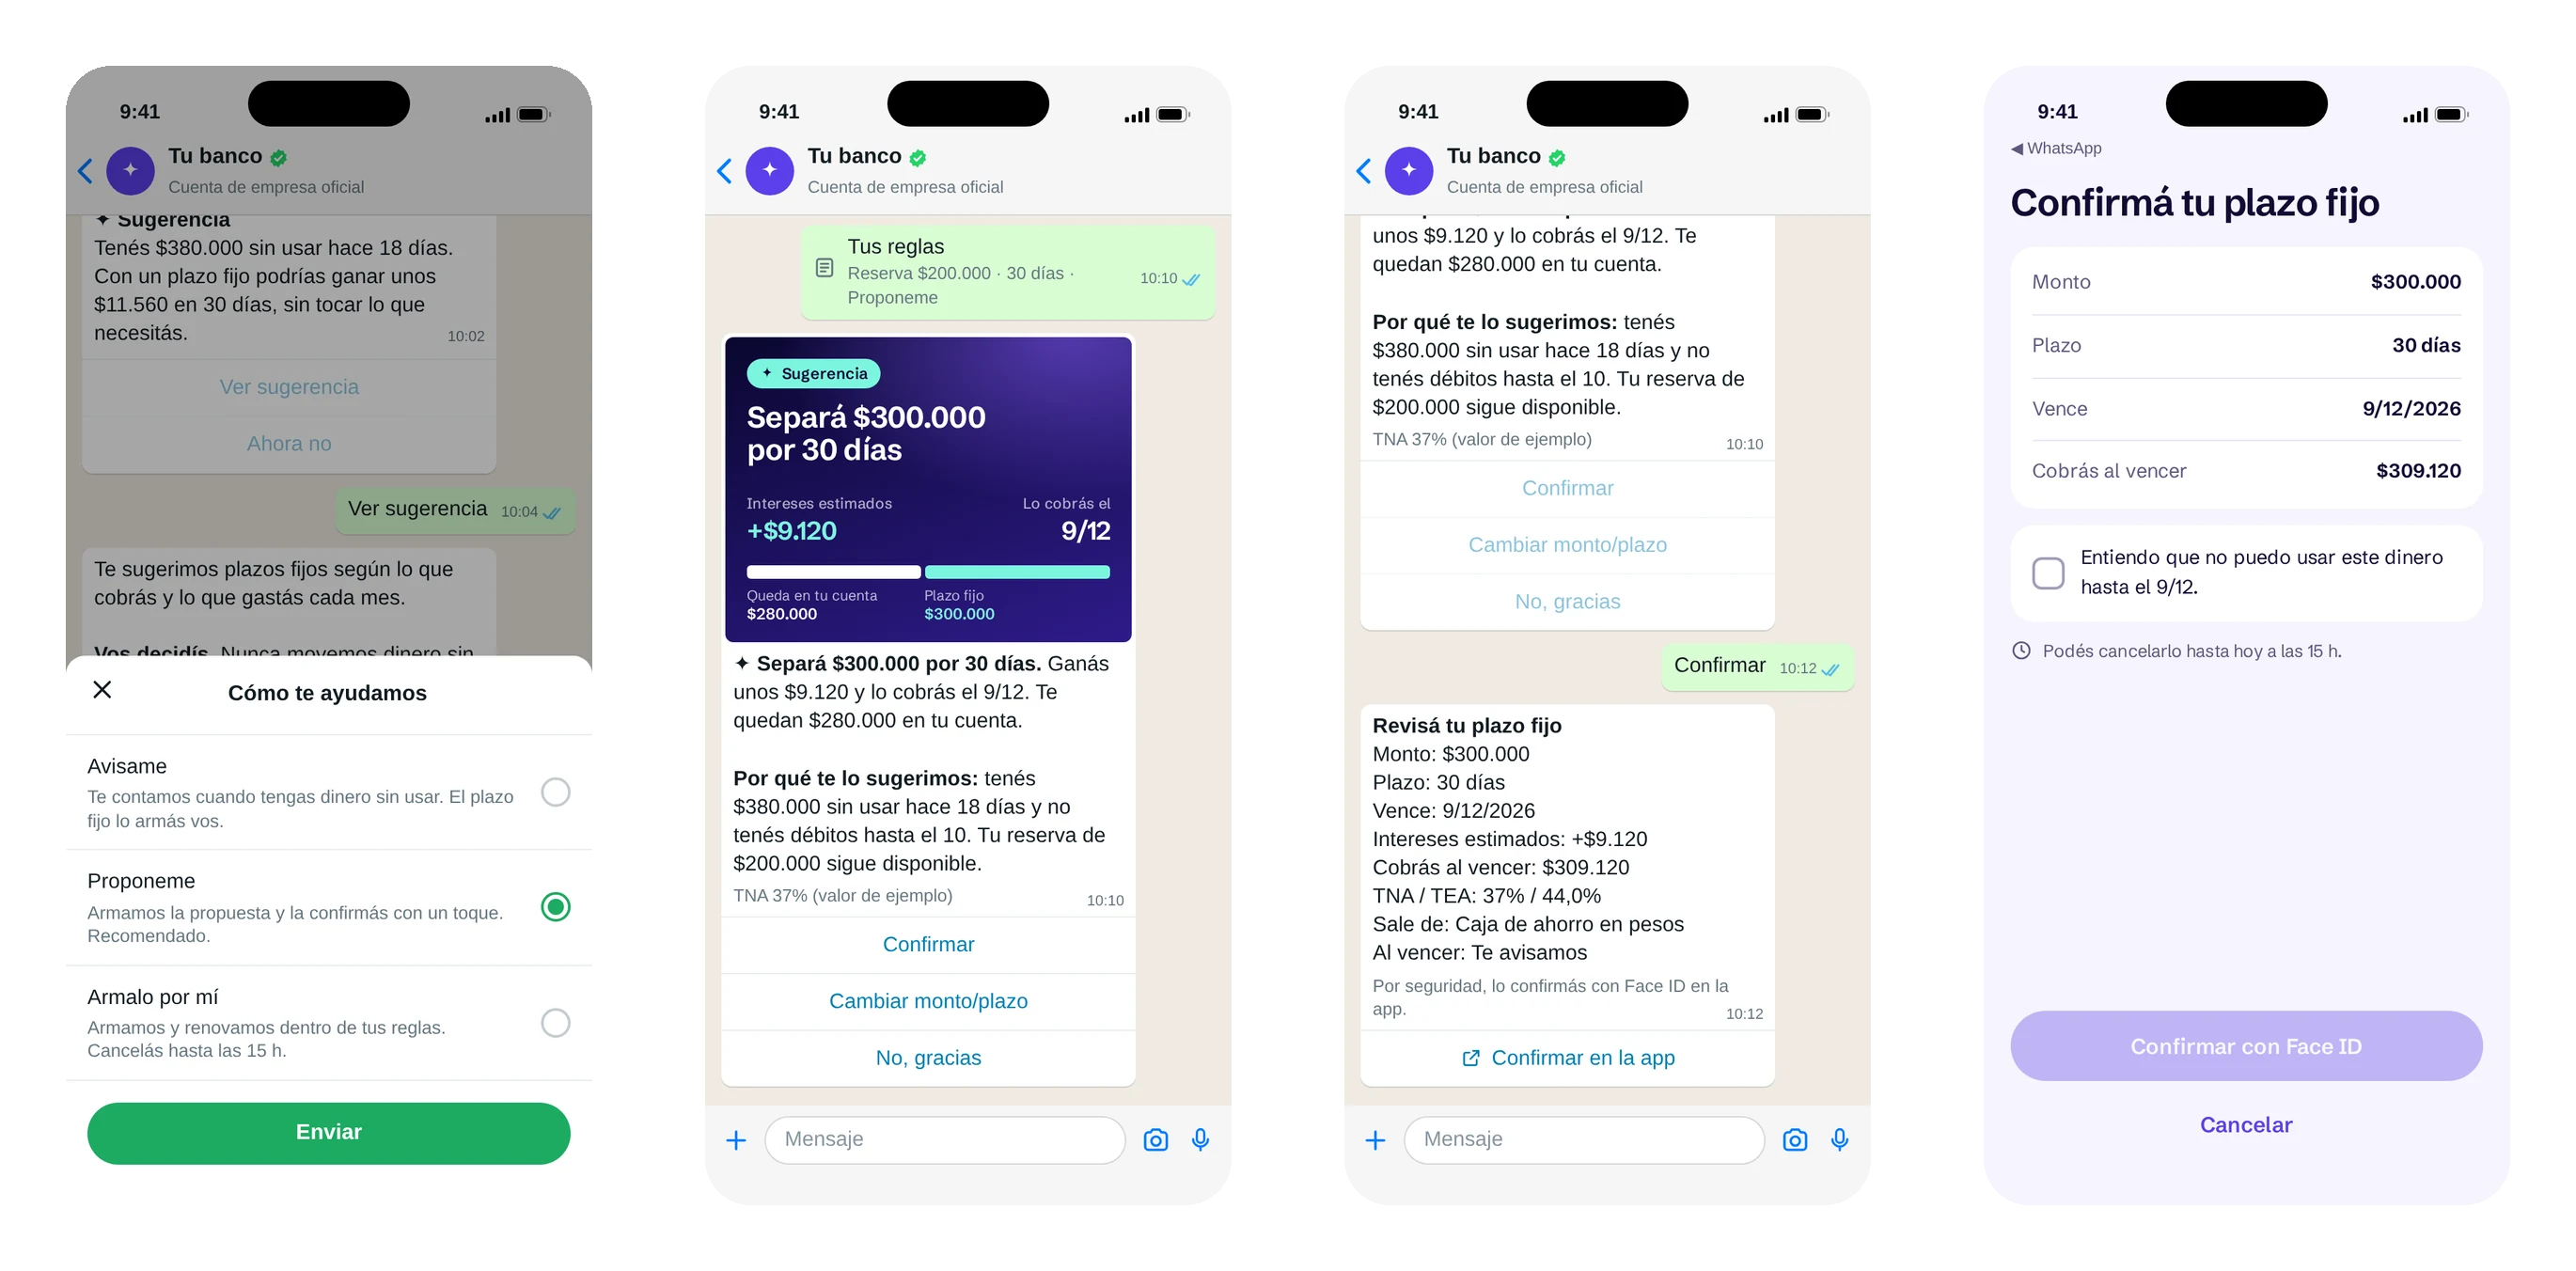 9:41
Tu banco
Cuenta de empresa oficial
✦ Sugerencia
Tenés $380.000 sin usar hace 18 días.
Con un plazo fijo podrías ganar unos
$11.560 en 30 días, sin tocar lo que
necesitás.
10:02
Ver sugerencia
Ahora no
Ver sugerencia 10:04
Te sugerimos plazos fijos según lo que
cobrás y lo que gastás cada mes.
Vos decidís. Nunca movemos dinero sin
Cómo te ayudamos
Avisame
Te contamos cuando tengas dinero sin usar. El plazo
fijo lo armás vos.
Proponeme
Armamos la propuesta y la confirmás con un toque.
Recomendado.
Armalo por mí
Armamos y renovamos dentro de tus reglas.
Cancelás hasta las 15 h.
Enviar
9:41
Tu banco
Cuenta de empresa oficial
Tus reglas
Reserva $200.000 · 30 días ·
Proponeme
10:10
✦ Sugerencia
Separá $300.000
por 30 días
Intereses estimados Lo cobrás el
+$9.120 9/12
Queda en tu cuenta Plazo fijo
$280.000 $300.000
✦ Separá $300.000 por 30 días. Ganás
unos $9.120 y lo cobrás el 9/12. Te
quedan $280.000 en tu cuenta.
Por qué te lo sugerimos: tenés
$380.000 sin usar hace 18 días y no
tenés débitos hasta el 10. Tu reserva de
$200.000 sigue disponible.
TNA 37% (valor de ejemplo) 10:10
Confirmar
Cambiar monto/plazo
No, gracias
Mensaje
9:41
Tu banco
Cuenta de empresa oficial
unos $9.120 y lo cobrás el 9/12. Te
quedan $280.000 en tu cuenta.
Por qué te lo sugerimos: tenés
$380.000 sin usar hace 18 días y no
tenés débitos hasta el 10. Tu reserva de
$200.000 sigue disponible.
TNA 37% (valor de ejemplo) 10:10
Confirmar
Cambiar monto/plazo
No, gracias
Confirmar 10:12
Revisá tu plazo fijo
Monto: $300.000
Plazo: 30 días
Vence: 9/12/2026
Intereses estimados: +$9.120
Cobrás al vencer: $309.120
TNA / TEA: 37% / 44,0%
Sale de: Caja de ahorro en pesos
Al vencer: Te avisamos
Por seguridad, lo confirmás con Face ID en la
app.
10:12
Confirmar en la app
Mensaje
9:41
◀ WhatsApp
Confirmá tu plazo fijo
Monto $300.000
Plazo 30 días
Vence 9/12/2026
Cobrás al vencer $309.120
Entiendo que no puedo usar este dinero
hasta el 9/12.
Podés cancelarlo hasta hoy a las 15 h.
Confirmar con Face ID
Cancelar